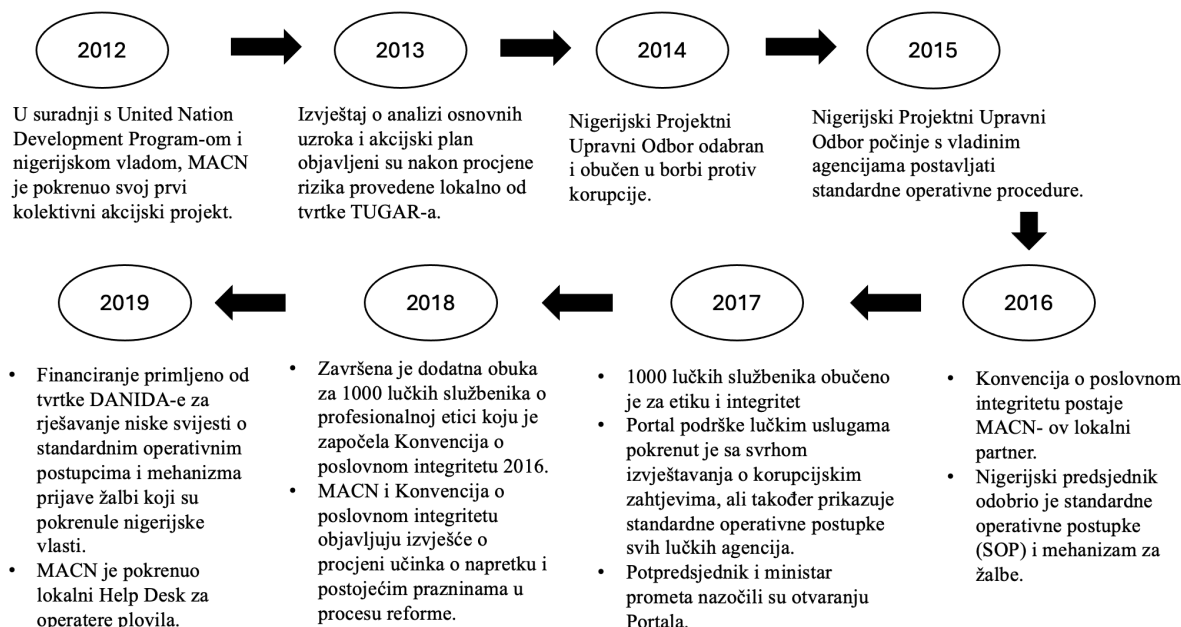 2012
U suradnji s United Nation
Development Program-om i
nigerijskom vladom, MACN
je pokrenuo svoj prvi
kolektivni akcijski projekt.
2013
Izvještaj o analizi osnovnih
uzroka i akcijski plan
objavljeni su nakon procjene
rizika provedene lokalno od
tvrtke TUGAR-a.
2014
Nigerijski Projektni
Upravni Odbor odabran
i obučen u borbi protiv
korupcije.
2015
Nigerijski Projektni Upravni
Odbor počinje s vladinim
agencijama postavljati
standardne operativne procedure.
2016
• Konvencija o poslovnom
integritetu postaje
MACN- ov lokalni
partner.
• Nigerijski predsjednik
odobrio je standardne
operativne postupke
(SOP) i mehanizam za
žalbe.
2017
• 1000 lučkih službenika obučeno
je za etiku i integritet
• Portal podrške lučkim uslugama
pokrenut je sa svrhom
izvještavanja o korupcijskim
zahtjevima, ali također prikazuje
standardne operativne postupke
svih lučkih agencija.
• Potpredsjednik i ministar
prometa nazočili su otvaranju
Portala.
2018
• Završena je dodatna obuka
za 1000 lučkih službenika o
profesionalnoj etici koju je
započela Konvencija o
poslovnom integritetu 2016.
• MACN i Konvencija o
poslovnom integritetu
objavljuju izvješće o
procjeni učinka o napretku i
postojećim prazninama u
procesu reforme.
2019
• Financiranje primljeno od
tvrtke DANIDA-e za
rješavanje niske svijesti o
standardnim operativnim
postupcima i mehanizma
prijave žalbi koji su
pokrenule nigerijske
vlasti.
• MACN je pokrenuo
lokalni Help Desk za
operatere plovila.